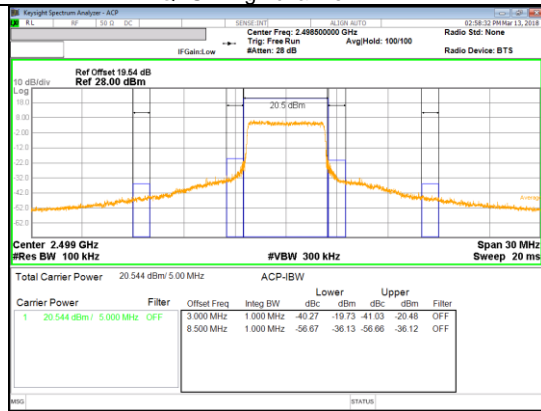 Keysight Spectrum Analyzer - ACP
RL RF 50 Ω DC SENSE:INT ALIGN AUTO 02:58:32 PM Mar 13, 2018
Center Freq: 2.498500000 GHz Radio Std: None
Trig: Free Run Avg|Hold: 100/100
IFGain:Low #Atten: 28 dB Radio Device: BTS
Ref Offset 19.54 dB
10 dB/div Ref 28.00 dBm
Log
18.0
8.00
-2.00
-12.0
-22.0
-32.0
-42.0
-52.0
-62.0
20.5 dBm
Average
Center 2.499 GHz Span 30 MHz
#Res BW 100 kHz #VBW 300 kHz Sweep 20 ms
Total Carrier Power 20.544 dBm/ 5.00 MHz ACP-IBW
Lower Upper
Carrier Power Filter Offset Freq Integ BW dBc dBm dBc dBm Filter
1 20.544 dBm / 5.000 MHz OFF 3.000 MHz 1.000 MHz -40.27 -19.73 -41.03 -20.48 OFF
8.500 MHz 1.000 MHz -56.67 -36.13 -56.66 -36.12 OFF
MSG STATUS